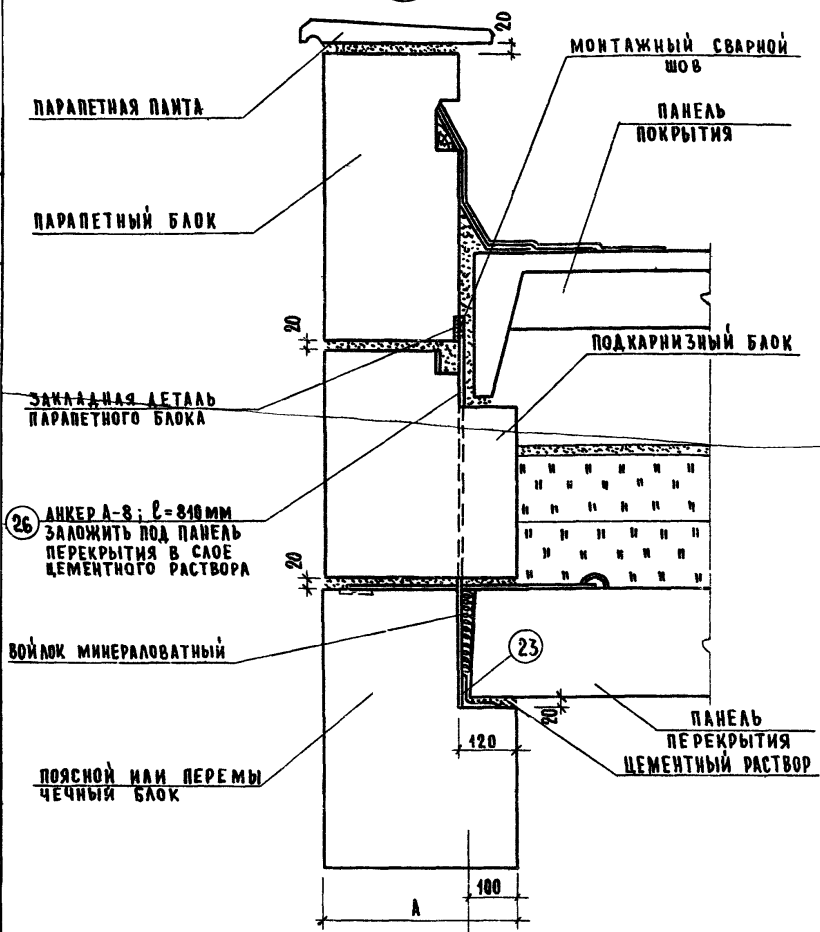 20
МОНТАЖНЫЙ СВАРНОЙ
ШОВ
ПАРАПЕТНАЯ ПЛИТА
ПАНЕЛЬ
ПОКРЫТИЯ
ПАРАПЕТНЫЙ БЛОК
20
ПОДКАРНИЗНЫЙ БЛОК
ЗАКЛАДНАЯ ДЕТАЛЬ
ПАРАПЕТНОГО БЛОКА
26
АНКЕР А-8; ℓ=810 ММ
ЗАЛОЖИТЬ ПОД ПАНЕЛЬ
ПЕРЕКРЫТИЯ В СЛОЕ
ЦЕМЕНТНОГО РАСТВОРА
20
ВОЙЛОК МИНЕРАЛОВАТНЫЙ
23
20
120
ПАНЕЛЬ
ПЕРЕКРЫТИЯ
ЦЕМЕНТНЫЙ РАСТВОР
ПОЯСНОЙ ИЛИ ПЕРЕМЫ
ЧЕЧНЫЙ БЛОК
100
А